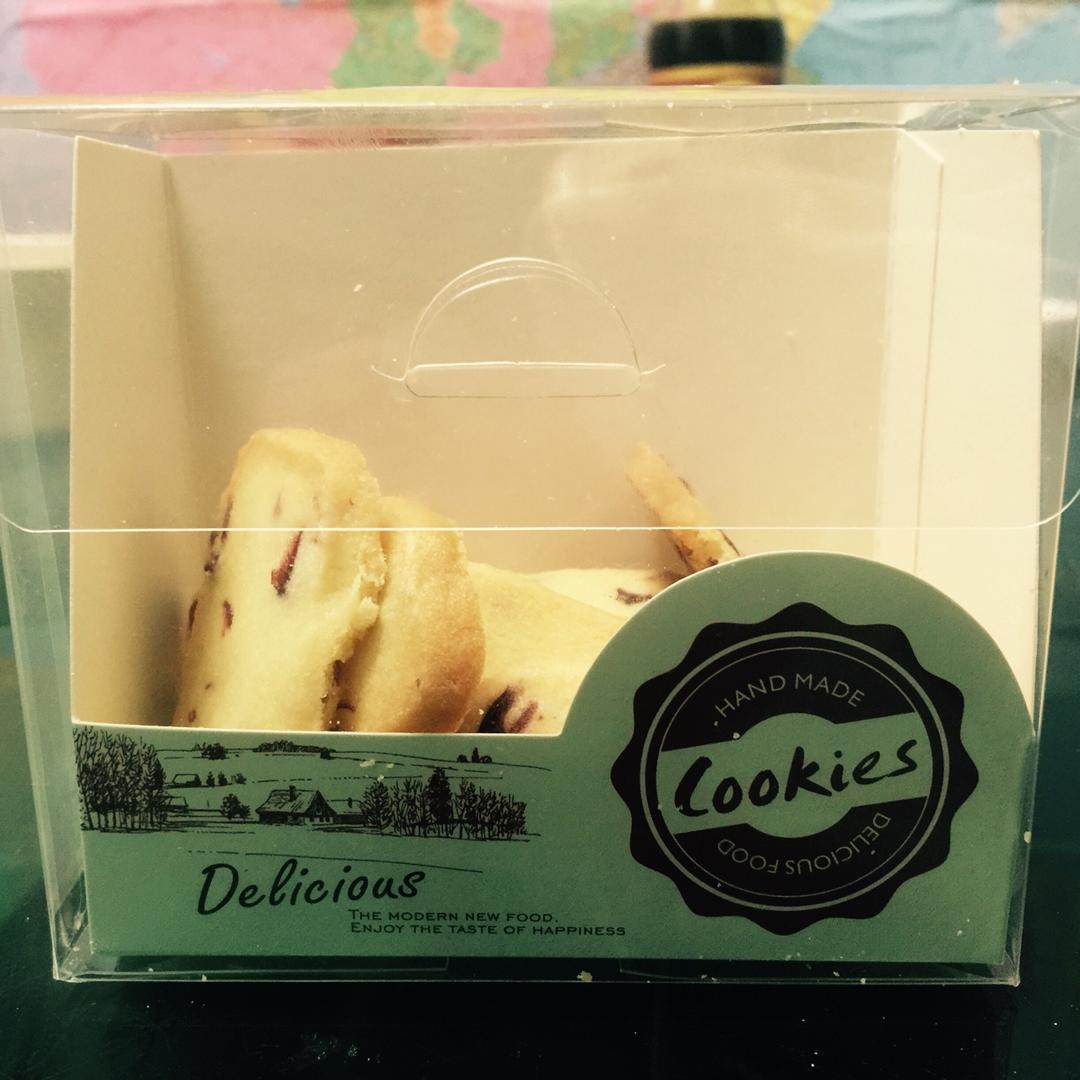 · HAND MADE
Cookies
DELICIOUS FOOD
Delicious
THE MODERN NEW FOOD.
ENJOY THE TASTE OF HAPPINESS